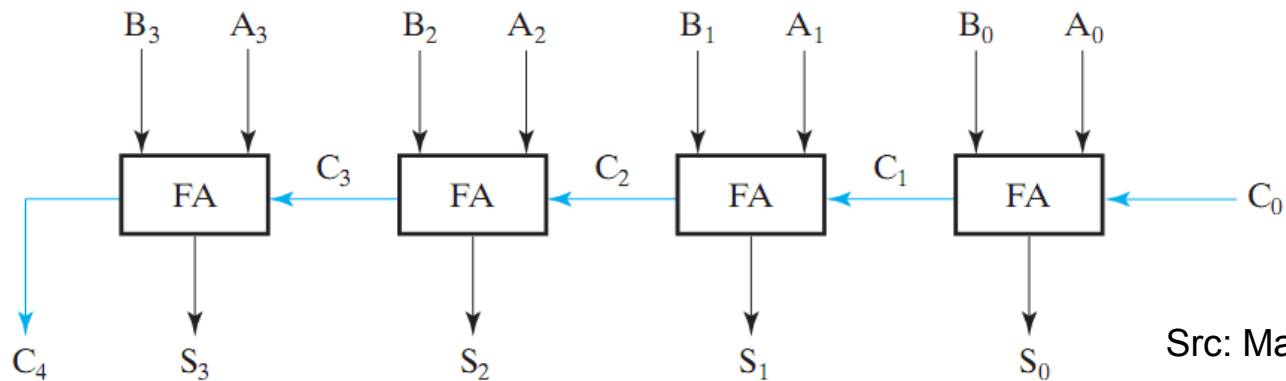 B₃ A₃ B₂ A₂ B₁ A₁ B₀ A₀
FA C₃ FA C₂ FA C₁ FA C₀
C₄ S₃ S₂ S₁ S₀ Src: Ma